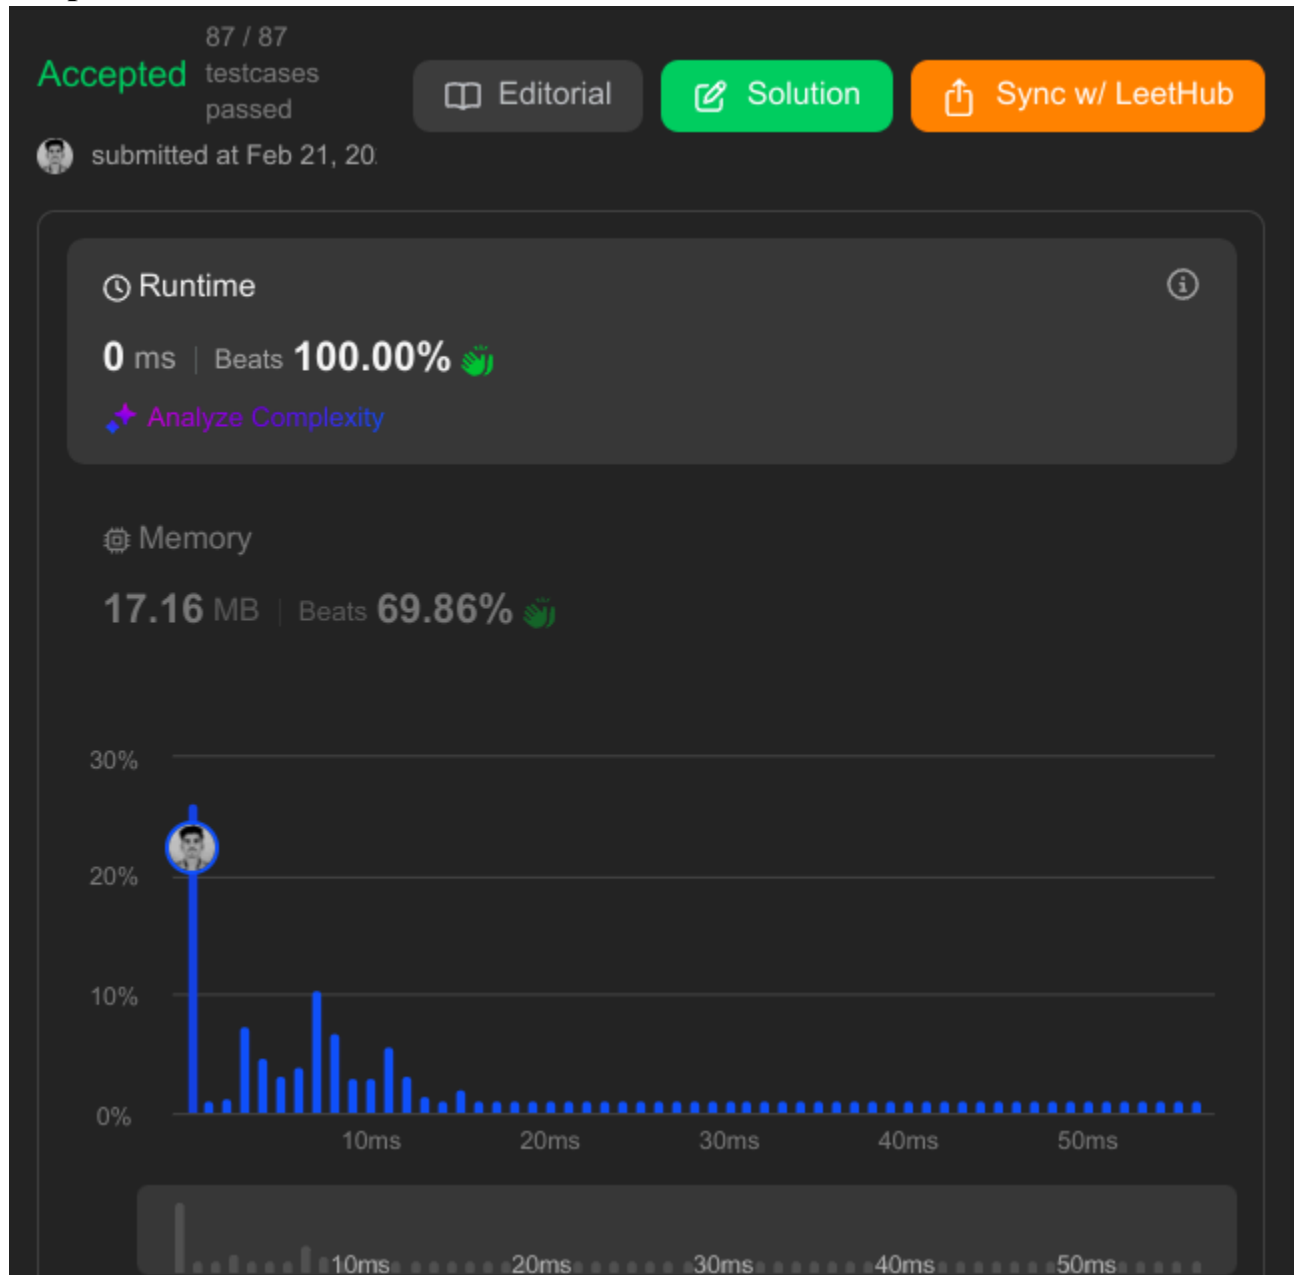 87 / 87
Accepted testcases
passed
Editorial
Solution
Sync w/ LeetHub
submitted at Feb 21, 20
Runtime
0 ms | Beats 100.00%
Analyze Complexity
Memory
17.16 MB | Beats 69.86%
30%
20%
10%
0%
10ms 20ms 30ms 40ms 50ms
10ms 20ms 30ms 40ms 50ms